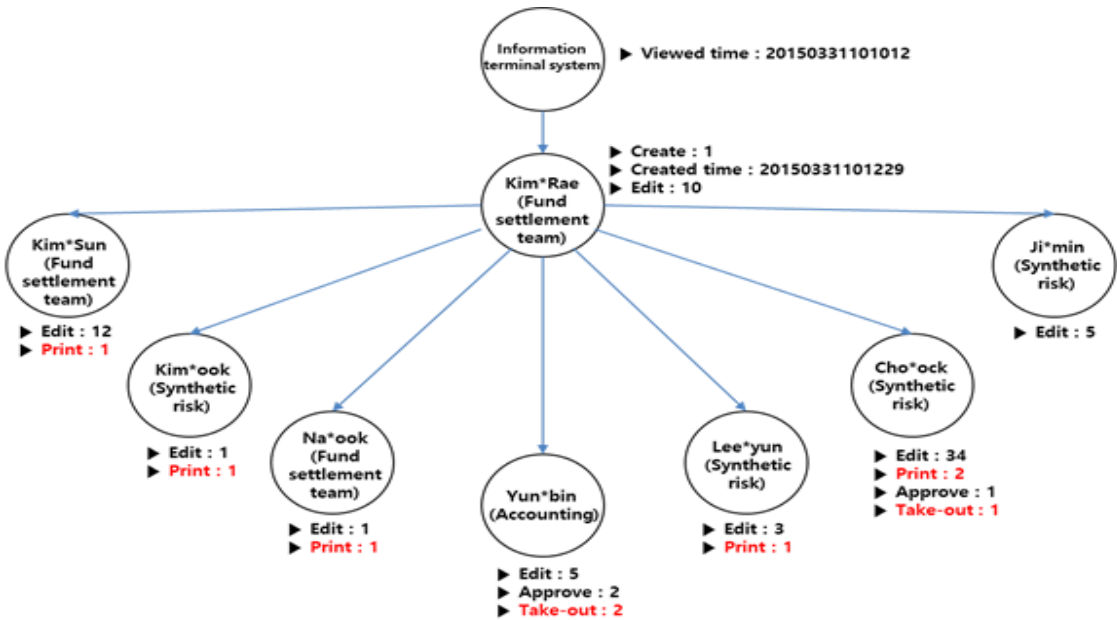 Information
terminal system
▶ Viewed time : 20150331101012
▶ Create : 1
▶ Created time : 20150331101229
▶ Edit : 10
Kim*Rae
(Fund
settlement
team)
Kim*Sun
(Fund
settlement
team)
▶ Edit : 12
▶ Print : 1
Ji*min
(Synthetic
risk)
▶ Edit : 5
Kim*ook
(Synthetic
risk)
▶ Edit : 1
▶ Print : 1
Cho*ock
(Synthetic
risk)
▶ Edit : 34
▶ Print : 2
▶ Approve : 1
▶ Take-out : 1
Na*ook
(Fund
settlement
team)
▶ Edit : 1
▶ Print : 1
Lee*yun
(Synthetic
risk)
▶ Edit : 3
▶ Print : 1
Yun*bin
(Accounting)
▶ Edit : 5
▶ Approve : 2
▶ Take-out : 2